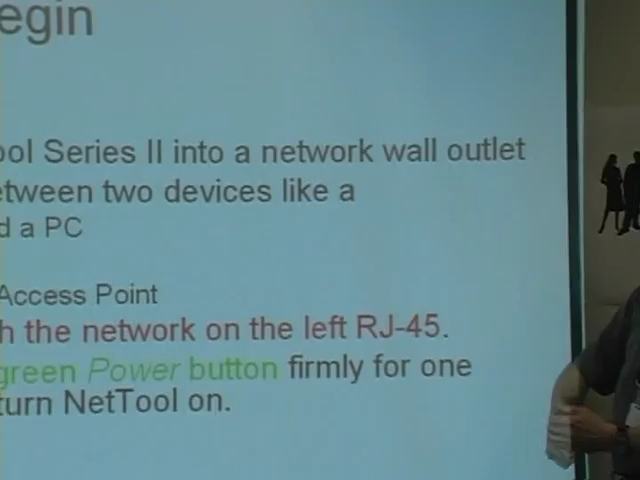 egin
ool Series II into a network wall outlet
etween two devices like a
d a PC
Access Point
h the network on the left RJ-45.
green Power button firmly for one
turn NetTool on.